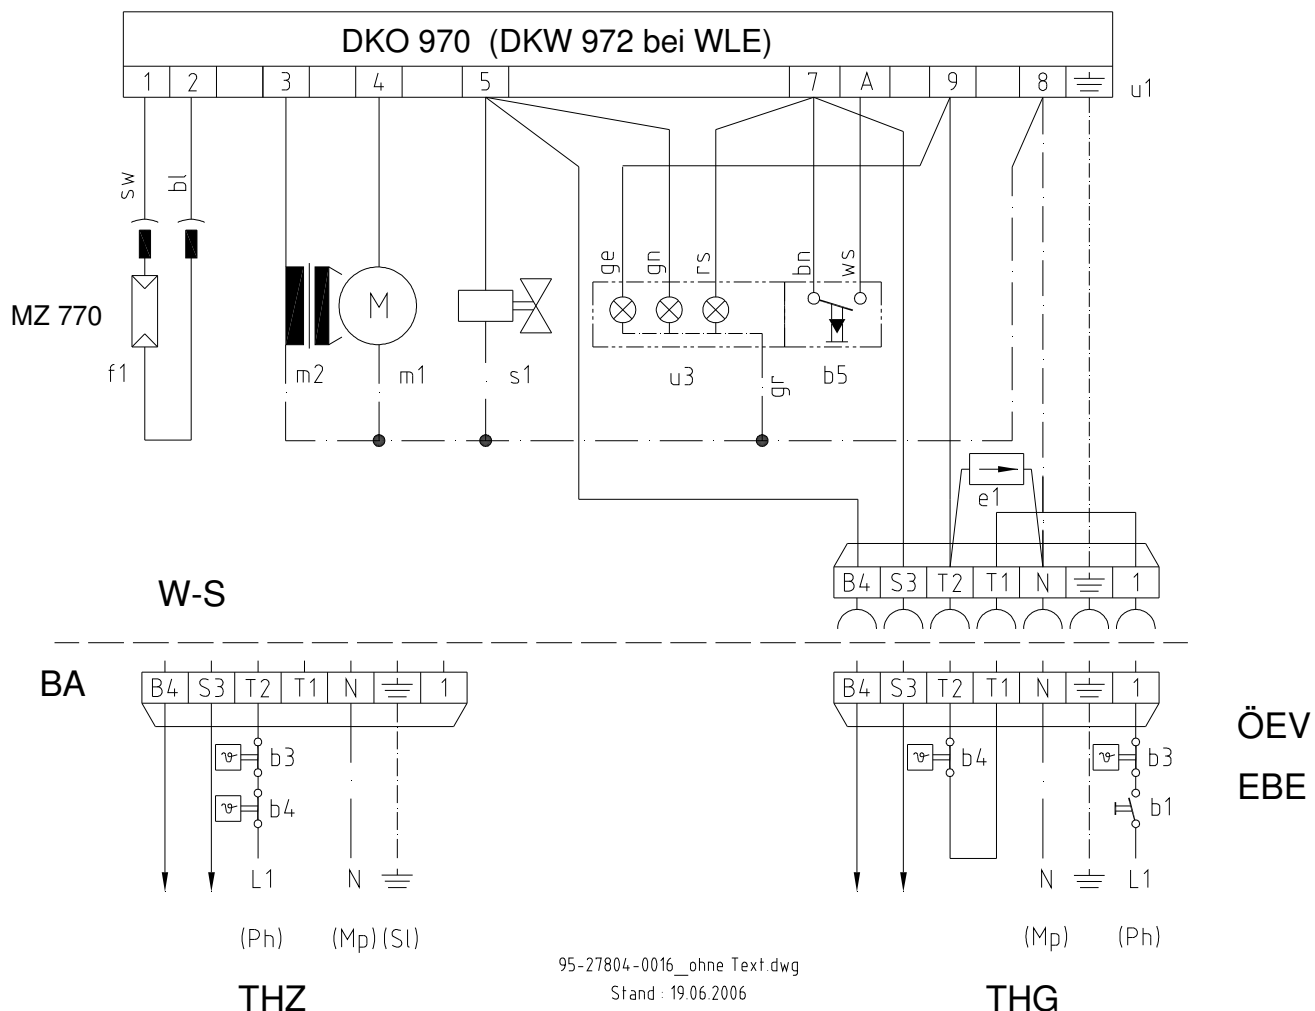 DKO 970 (DKW 972 bei WLE)
1 2 3 4 5 7 A 9 8 u1
sw bl
ge gn rs bn ws
MZ 770
M
f1 m2 m1 s1 u3 gr b5
e1
W-S
B4 S3 T2 T1 N 1
BA
B4 S3 T2 T1 N 1
B4 S3 T2 T1 N 1
ÖEV
ϑ b3
ϑ b4
ϑ b3
EBE
ϑ b4
b1
L1 N
N L1
(Ph) (Mp) (Sl)
(Mp) (Ph)
95-27804-0016_ohne Text.dwg
Stand : 19.06.2006
THZ
THG